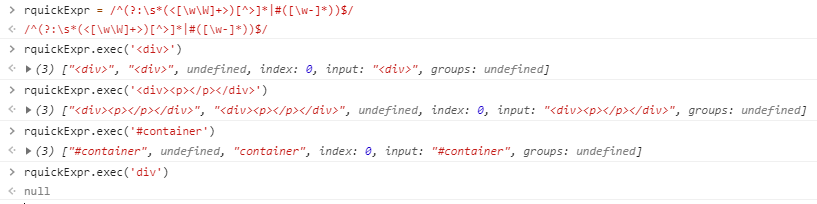 > rquickExpr = /^(?:\s*(<[\w\W]+>)[^>]*|#([\w-]*))$/
< /^(?:\s*(<[\w\W]+>)[^>]*|#([\w-]*))$/
> rquickExpr.exec('<div>')
< ▶ (3) ["<div>", "<div>", undefined, index: 0, input: "<div>", groups: undefined]
> rquickExpr.exec('<div><p></p></div>')
< ▶ (3) ["<div><p></p></div>", "<div><p></p></div>", undefined, index: 0, input: "<div><p></p></div>", groups: undefined]
> rquickExpr.exec('#container')
< ▶ (3) ["#container", undefined, "container", index: 0, input: "#container", groups: undefined]
> rquickExpr.exec('div')
< null